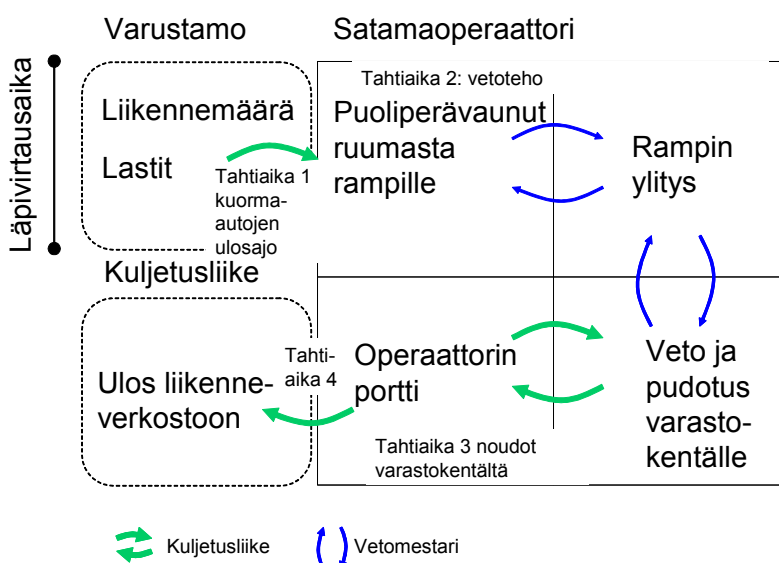 Varustamo
Satamaoperaattori
Läpivirtausaika
Liikennemäärä
Lastit
Tahtiaika 1
kuorma-
autojen
ulosajo
Tahtiaika 2: vetoteho
Puoliperävaunut
ruumasta
rampille
Rampin
ylitys
Kuljetusliike
Ulos liikenne-
verkostoon
Tahti-
aika 4
Operaattorin
portti
Tahtiaika 3 noudot
varastokentältä
Veto ja
pudotus
varasto-
kentälle
Kuljetusliike
Vetomestari